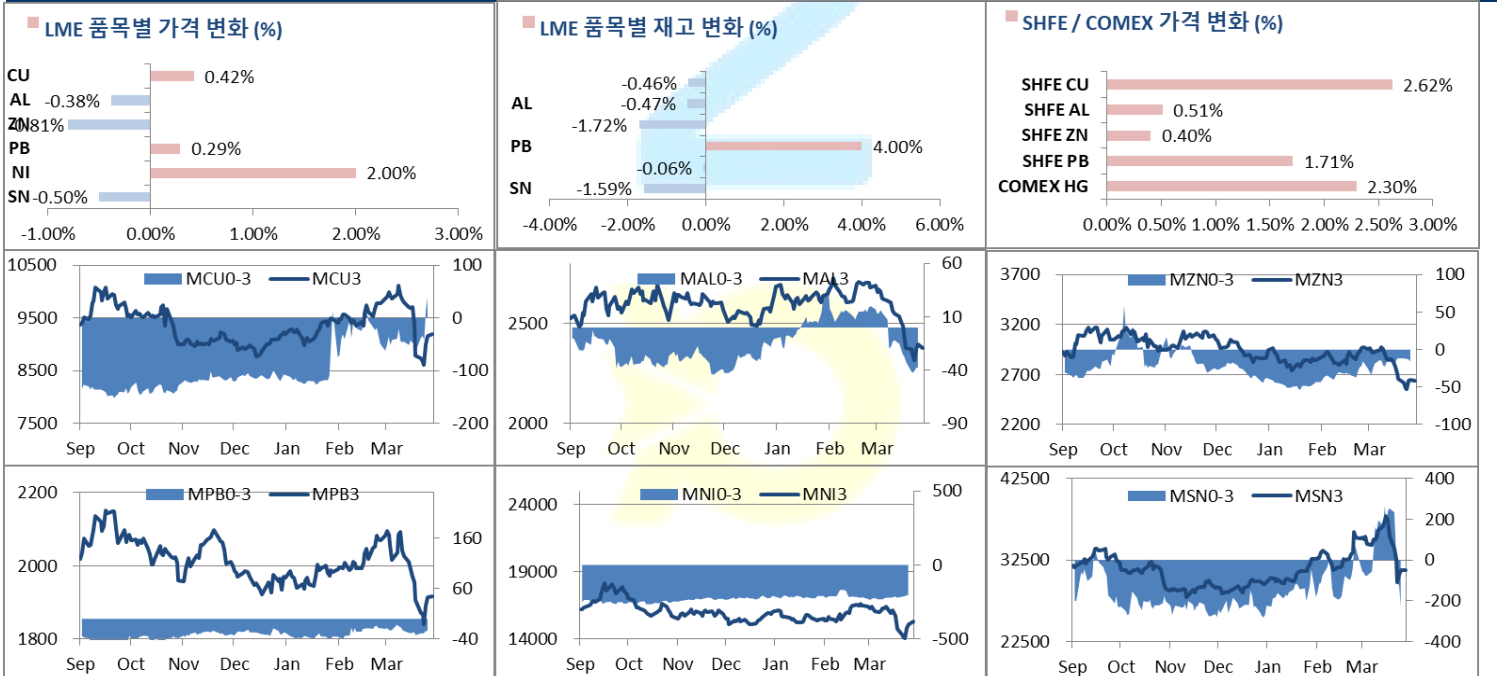 LME 품목별 가격 변화 (%)
CU
0.42%
AL
-0.38%
ZN
-0.81%
PB
0.29%
NI
2.00%
SN
-0.50%
-1.00% 0.00% 1.00% 2.00% 3.00%
LME 품목별 재고 변화 (%)
-0.46%
AL
-0.47%
-1.72%
PB
4.00%
-0.06%
SN
-1.59%
-4.00% -2.00% 0.00% 2.00% 4.00% 6.00%
SHFE / COMEX 가격 변화 (%)
SHFE CU
2.62%
SHFE AL
0.51%
SHFE ZN
0.40%
SHFE PB
1.71%
COMEX HG
2.30%
0.00% 0.50% 1.00% 1.50% 2.00% 2.50% 3.00%
MCU0-3 MCU3
10500
9500
8500
7500
100
0
-100
-200
Sep Oct Nov Dec Jan Feb Mar
MAL0-3 MAL3
2500
2000
60
10
-40
-90
Sep Oct Nov Dec Jan Feb Mar
MZN0-3 MZN3
3700
3200
2700
2200
100
50
0
-50
-100
Sep Oct Nov Dec Jan Feb Mar
MPB0-3 MPB3
2200
2000
1800
160
60
-40
Sep Oct Nov Dec Jan Feb Mar
MNI0-3 MNI3
24000
19000
14000
500
0
-500
Sep Oct Nov Dec Jan Feb Mar
MSN0-3 MSN3
42500
32500
22500
400
200
0
-200
-400
Sep Oct Nov Dec Jan Feb Mar